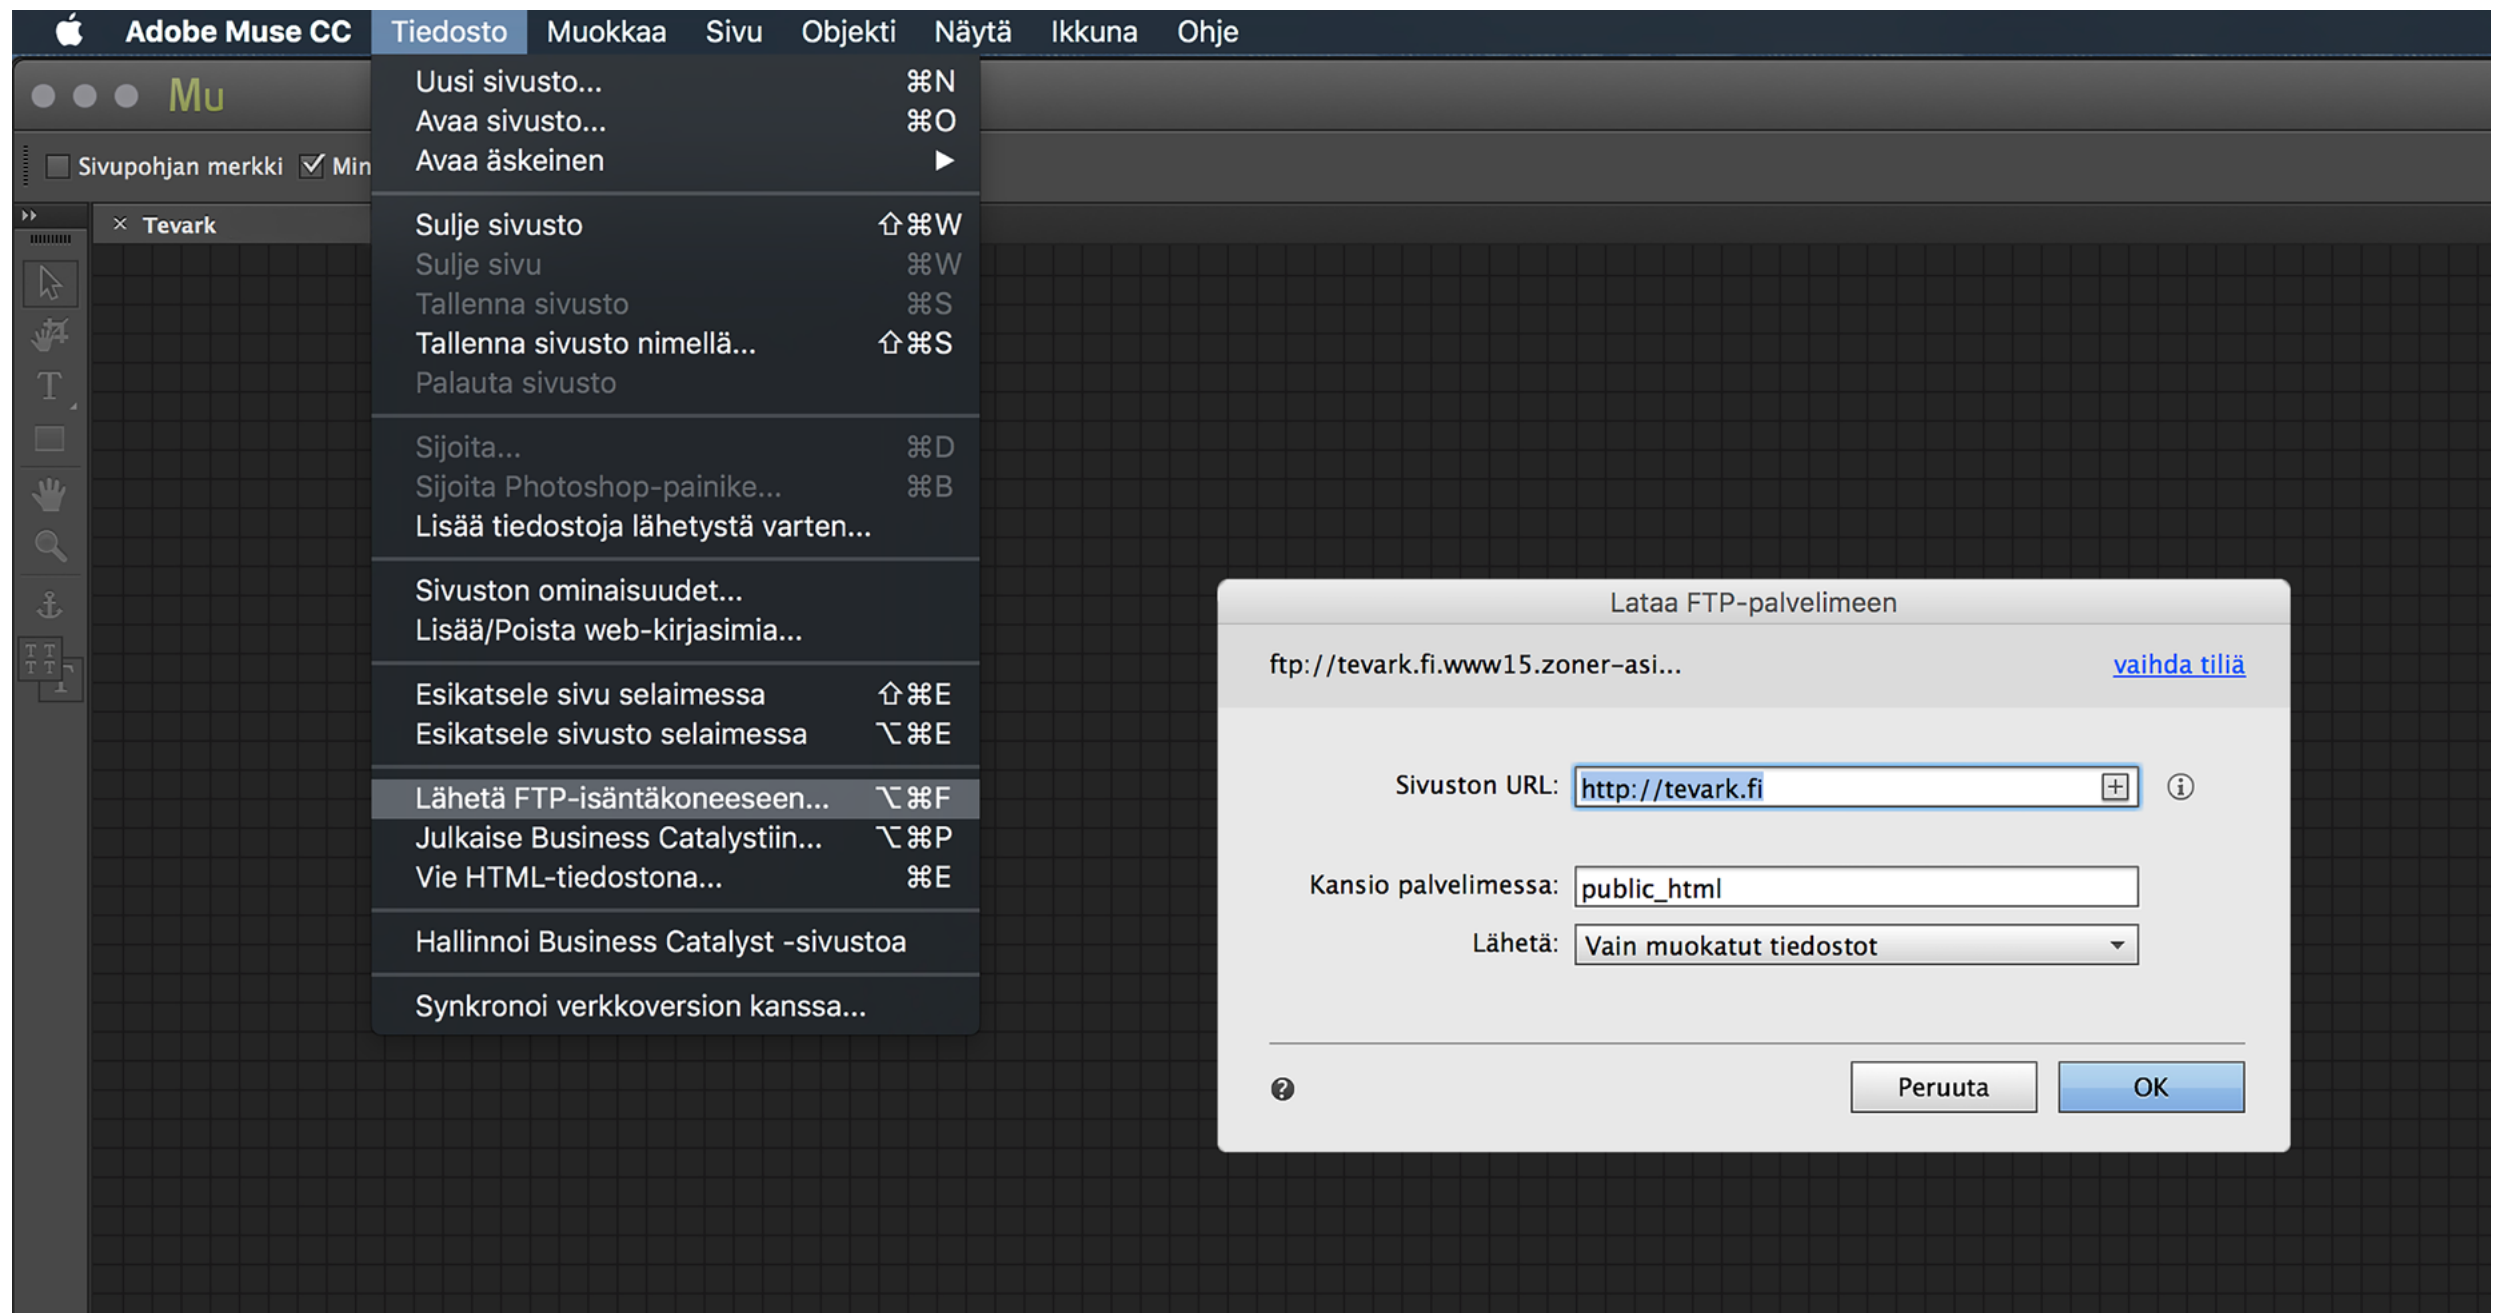 Adobe Muse CC Tiedosto Muokkaa Sivu Objekti Näytä Ikkuna Ohje
Mu
Sivupohjan merkki Min
× Tevark
Uusi sivusto... ⌘N
Avaa sivusto... ⌘O
Avaa äskeinen ▶
Sulje sivusto ⇧⌘W
Sulje sivu ⌘W
Tallenna sivusto ⌘S
Tallenna sivusto nimellä... ⇧⌘S
Palauta sivusto
Sijoita... ⌘D
Sijoita Photoshop-painike... ⌘B
Lisää tiedostoja lähetystä varten...
Sivuston ominaisuudet...
Lisää/Poista web-kirjasimia...
Esikatsele sivu selaimessa ⇧⌘E
Esikatsele sivusto selaimessa ⌥⌘E
Lähetä FTP-isäntäkoneeseen... ⌥⌘F
Julkaise Business Catalystiin... ⌥⌘P
Vie HTML-tiedostona... ⌘E
Hallinnoi Business Catalyst -sivustoa
Synkronoi verkkoversion kanssa...
Lataa FTP-palvelimeen
ftp://tevark.fi.www15.zoner-asi... vaihda tiliä
Sivuston URL: http://tevark.fi
Kansio palvelimessa: public_html
Lähetä: Vain muokatut tiedostot
Peruuta OK